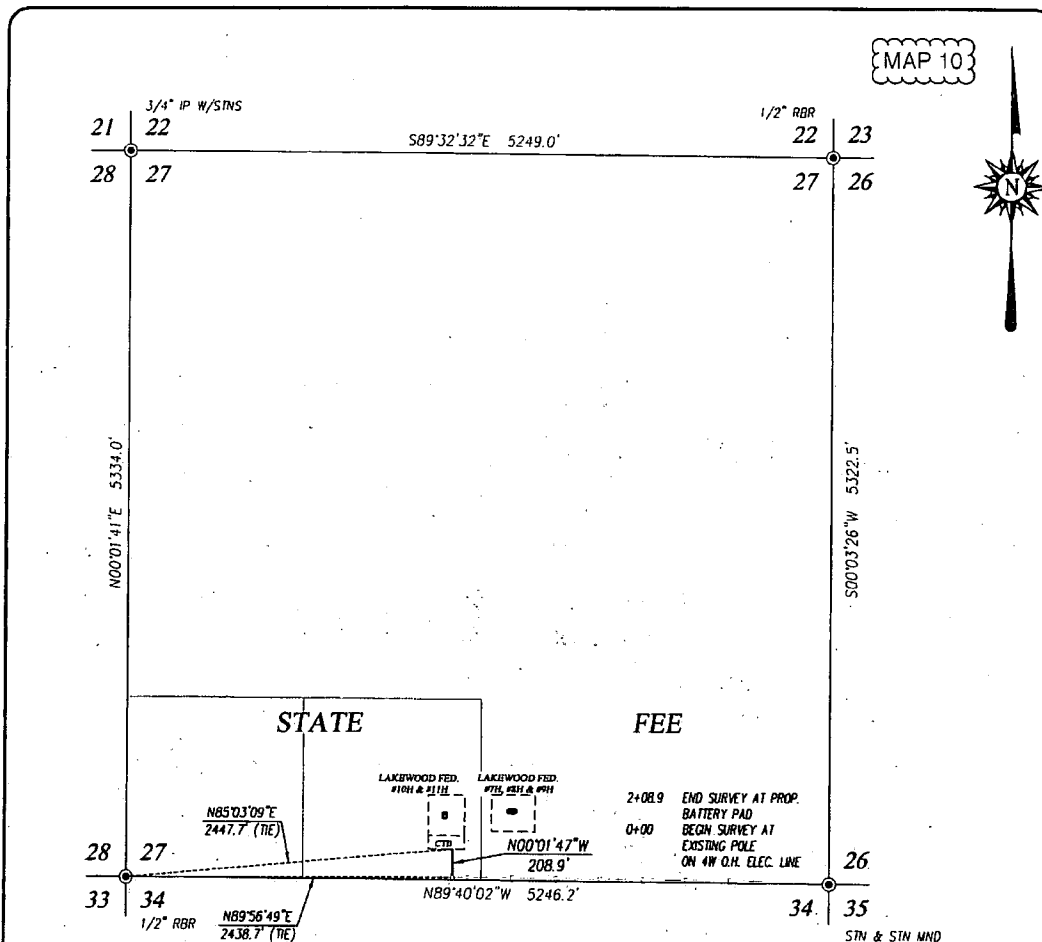 MAP 10
3/4" IP W/STNS
1/2" RBR
21 22
S89°32'32"E 5249.0'
22 23
28 27
27 26
N
N00°01'41"E 5334.0'
S00°03'26"W 5322.5'
STATE
FEE
LAKEWOOD FED.
#10H & #11H
LAKEWOOD FED.
#7H, #8H & #9H
2+08.9 END SURVEY AT PROP.
BATTERY PAD
0+00 BEGIN SURVEY AT
EXISTING POLE
ON 4W O.H. ELEC. LINE
N85°03'09"E
2447.7' (TIE)
CTB
N00°01'47"W
208.9'
28 27
26
N89°40'02"W 5246.2'
33 34
34 35
1/2" RBR
N89°56'49"E
2438.7' (TIE)
STN & STN MND